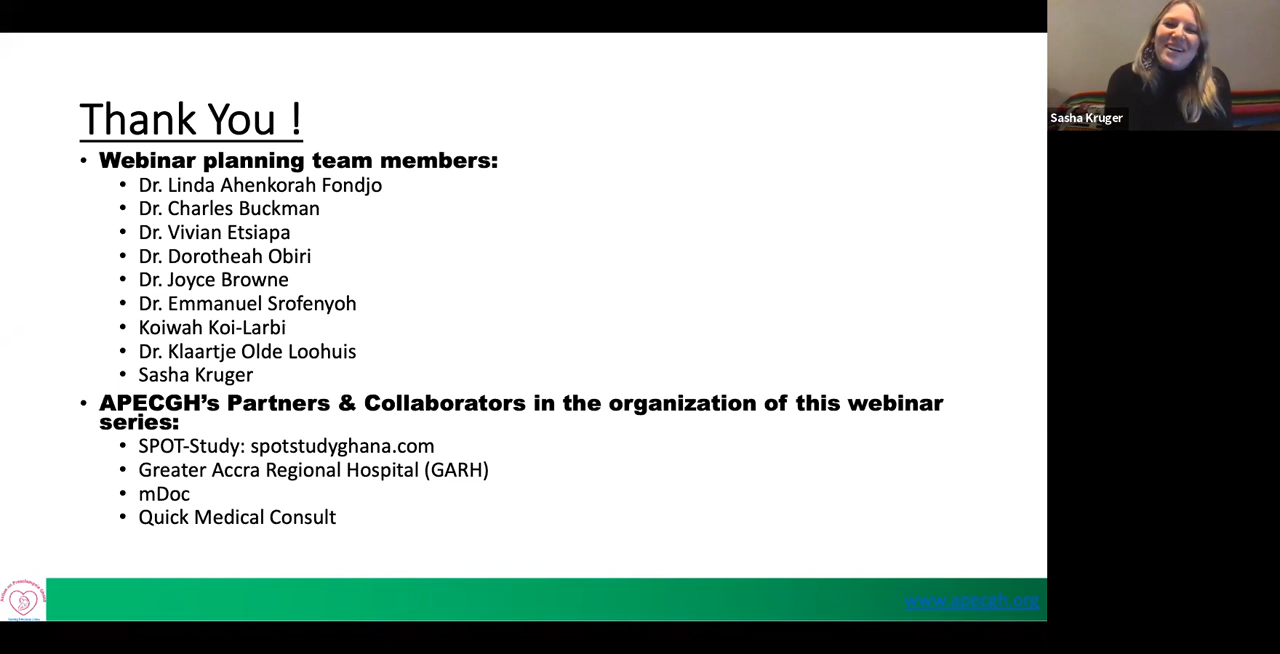 Thank You !
• Webinar planning team members:
• Dr. Linda Ahenkorah Fondjo
• Dr. Charles Buckman
• Dr. Vivian Etsiapa
• Dr. Dorotheah Obiri
• Dr. Joyce Browne
• Dr. Emmanuel Srofenyoh
• Koiwah Koi-Larbi
• Dr. Klaartje Olde Loohuis
• Sasha Kruger
• APECGH’s Partners & Collaborators in the organization of this webinar
series:
• SPOT-Study: spotstudyghana.com
• Greater Accra Regional Hospital (GARH)
• mDoc
• Quick Medical Consult
www.apecgh.org
Sasha Kruger